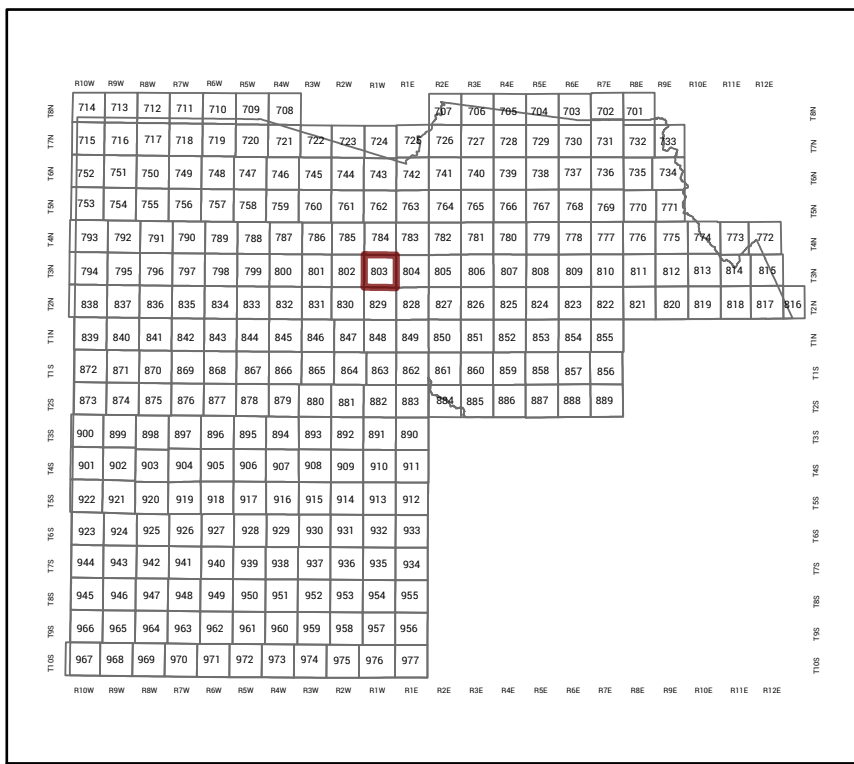 R10W R9W R8W R7W R6W R5W R4W R3W R2W R1W R1E R2E R3E R4E R5E R6E R7E R8E R9E R10E R11E R12E
T8N 714 713 712 711 710 709 708 707 706 705 704 703 702 701 T8N
T7N 715 716 717 718 719 720 721 722 723 724 725 726 727 728 729 730 731 732 733 T7N
T6N 752 751 750 749 748 747 746 745 744 743 742 741 740 739 738 737 736 735 734 T6N
T5N 753 754 755 756 757 758 759 760 761 762 763 764 765 766 767 768 769 770 771 T5N
T4N 793 792 791 790 789 788 787 786 785 784 783 782 781 780 779 778 777 776 775 774 773 772 T4N
T3N 794 795 796 797 798 799 800 801 802 803 804 805 806 807 808 809 810 811 812 813 814 815 T3N
T2N 838 837 836 835 834 833 832 831 830 829 828 827 826 825 824 823 822 821 820 819 818 817 816 T2N
T1N 839 840 841 842 843 844 845 846 847 848 849 850 851 852 853 854 855 T1N
T1S 872 871 870 869 868 867 866 865 864 863 862 861 860 859 858 857 856 T1S
T2S 873 874 875 876 877 878 879 880 881 882 883 884 885 886 887 888 889 T2S
T3S 900 899 898 897 896 895 894 893 892 891 890 T3S
T4S 901 902 903 904 905 906 907 908 909 910 911 T4S
T5S 922 921 920 919 918 917 916 915 914 913 912 T5S
T6S 923 924 925 926 927 928 929 930 931 932 933 T6S
T7S 944 943 942 941 940 939 938 937 936 935 934 T7S
T8S 945 946 947 948 949 950 951 952 953 954 955 T8S
T9S 966 965 964 963 962 961 960 959 958 957 956 T9S
T10S 967 968 969 970 971 972 973 974 975 976 977 T10S
R10W R9W R8W R7W R6W R5W R4W R3W R2W R1W R1E R2E R3E R4E R5E R6E R7E R8E R9E R10E R11E R12E